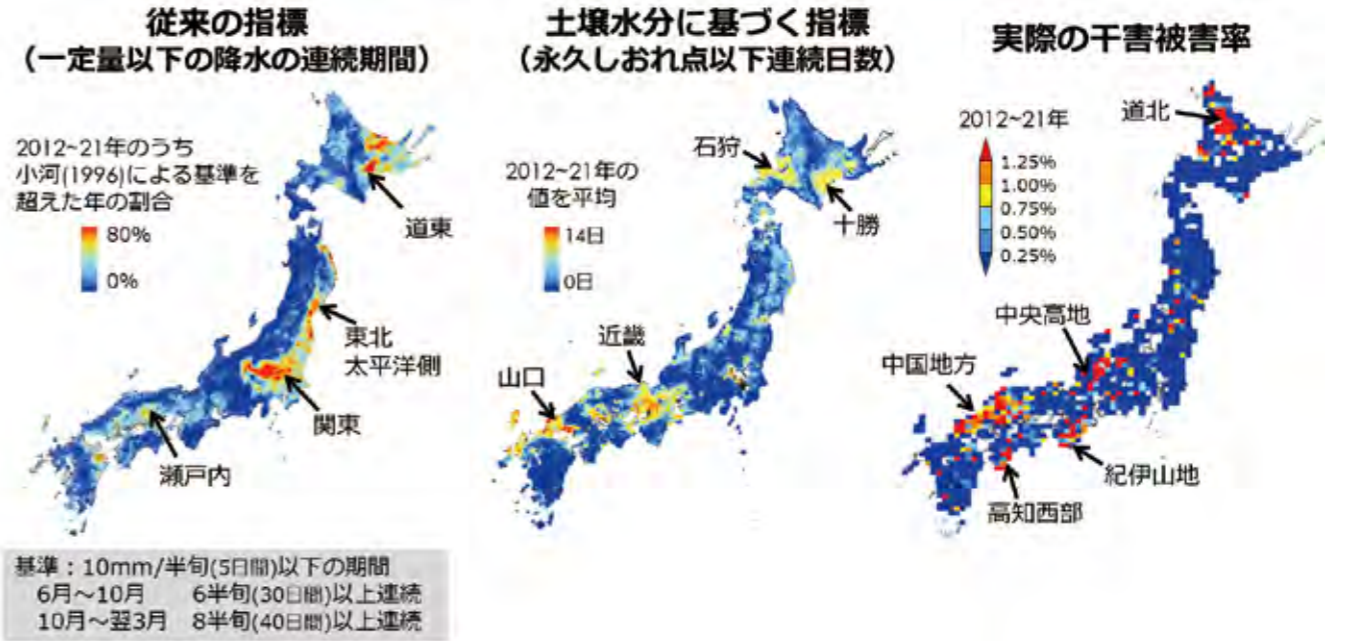 従来の指標
(一定量以下の降水の連続期間)
2012~21年のうち
小河(1996)による基準を
超えた年の割合
80%
0%
道東
東北
太平洋側
関東
瀬戸内
基準：10mm/半旬(5日間)以下の期間
6月～10月　6半旬(30日間)以上連続
10月～翌3月　8半旬(40日間)以上連続
土壌水分に基づく指標
(永久しおれ点以下連続日数)
2012~21年の
値を平均
14日
0日
石狩
十勝
近畿
山口
実際の干害被害率
2012~21年
1.25%
1.00%
0.75%
0.50%
0.25%
道北
中央高地
中国地方
紀伊山地
高知西部